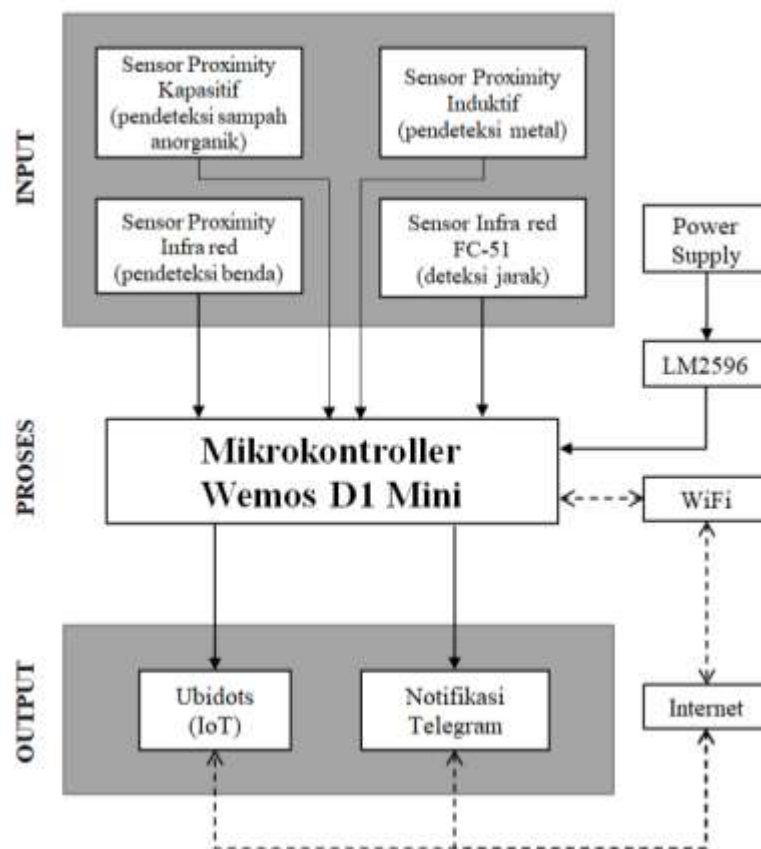 INPUT
Sensor Proximity
Kapasitif
(pendeteksi sampah
anorganik)
Sensor Proximity
Induktif
(pendeteksi metal)
Sensor Proximity
Infra red
(pendeteksi benda)
Sensor Infra red
FC-51
(deteksi jarak)
Power
Supply
LM2596
PROSES
Mikrokontroller
Wemos D1 Mini
WiFi
OUTPUT
Ubidots
(IoT)
Notifikasi
Telegram
Internet